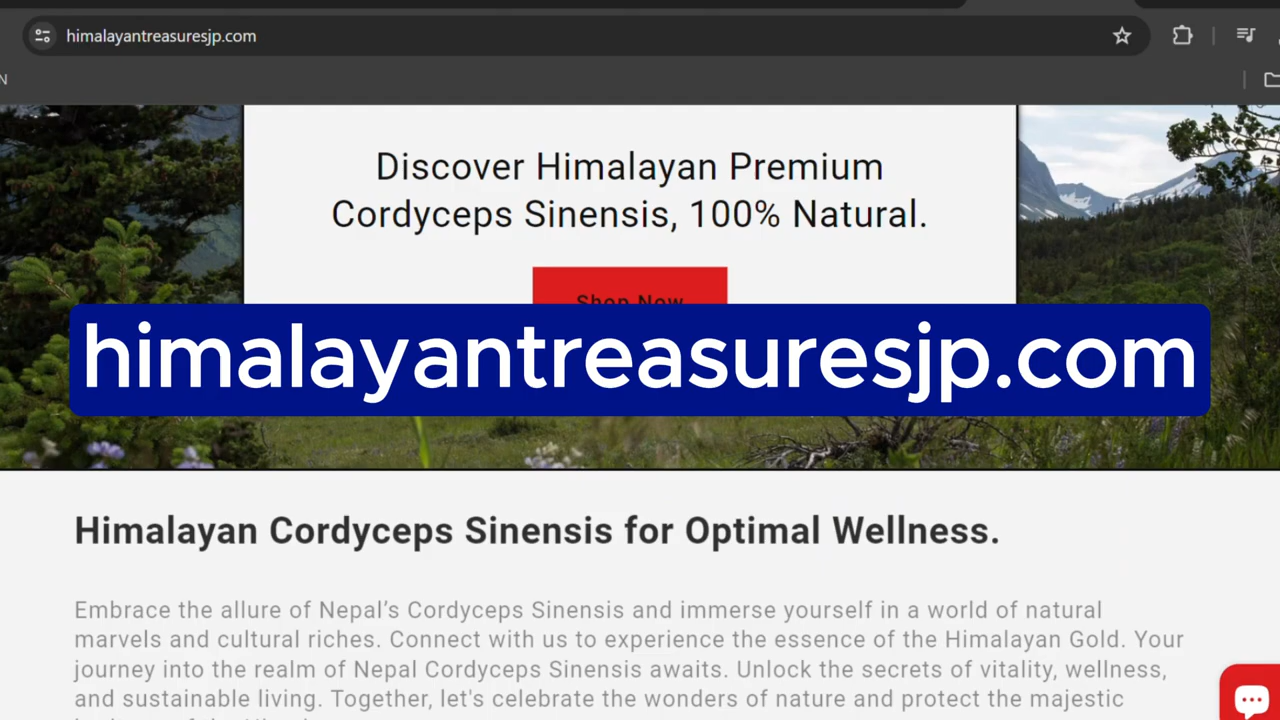 himalayantreasuresjp.com
N
Discover Himalayan Premium
Cordyceps Sinensis, 100% Natural.
Shop Now
himalayantreasuresjp.com
Himalayan Cordyceps Sinensis for Optimal Wellness.
Embrace the allure of Nepal’s Cordyceps Sinensis and immerse yourself in a world of natural
marvels and cultural riches. Connect with us to experience the essence of the Himalayan Gold. Your
journey into the realm of Nepal Cordyceps Sinensis awaits. Unlock the secrets of vitality, wellness,
and sustainable living. Together, let's celebrate the wonders of nature and protect the majestic